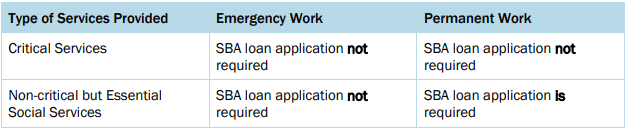 Type of Services Provided Emergency Work Permanent Work
Critical Services SBA loan application not SBA loan application not
required required
Non-critical but Essential SBA loan application not SBA loan application is
Social Services required required